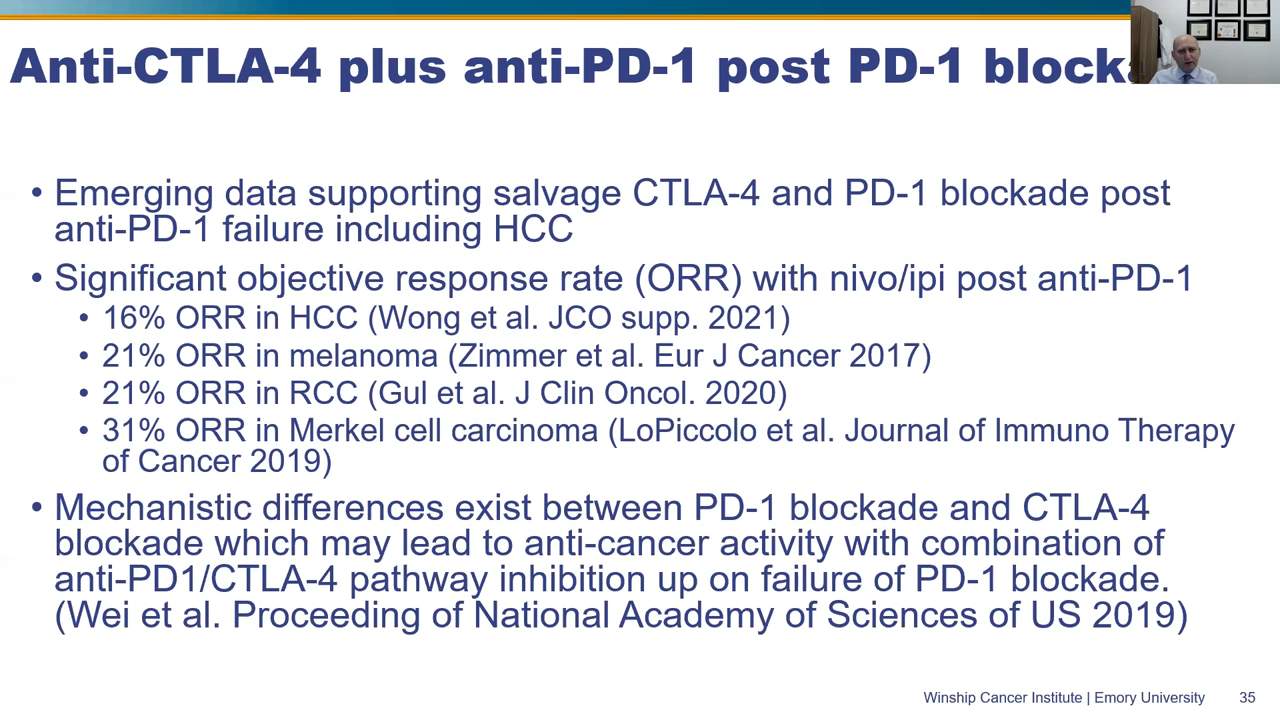 Anti-CTLA-4 plus anti-PD-1 post PD-1 blocka
• Emerging data supporting salvage CTLA-4 and PD-1 blockade post
anti-PD-1 failure including HCC
• Significant objective response rate (ORR) with nivo/ipi post anti-PD-1
• 16% ORR in HCC (Wong et al. JCO supp. 2021)
• 21% ORR in melanoma (Zimmer et al. Eur J Cancer 2017)
• 21% ORR in RCC (Gul et al. J Clin Oncol. 2020)
• 31% ORR in Merkel cell carcinoma (LoPiccolo et al. Journal of Immuno Therapy
of Cancer 2019)
• Mechanistic differences exist between PD-1 blockade and CTLA-4
blockade which may lead to anti-cancer activity with combination of
anti-PD1/CTLA-4 pathway inhibition up on failure of PD-1 blockade.
(Wei et al. Proceeding of National Academy of Sciences of US 2019)
Winship Cancer Institute | Emory University 35